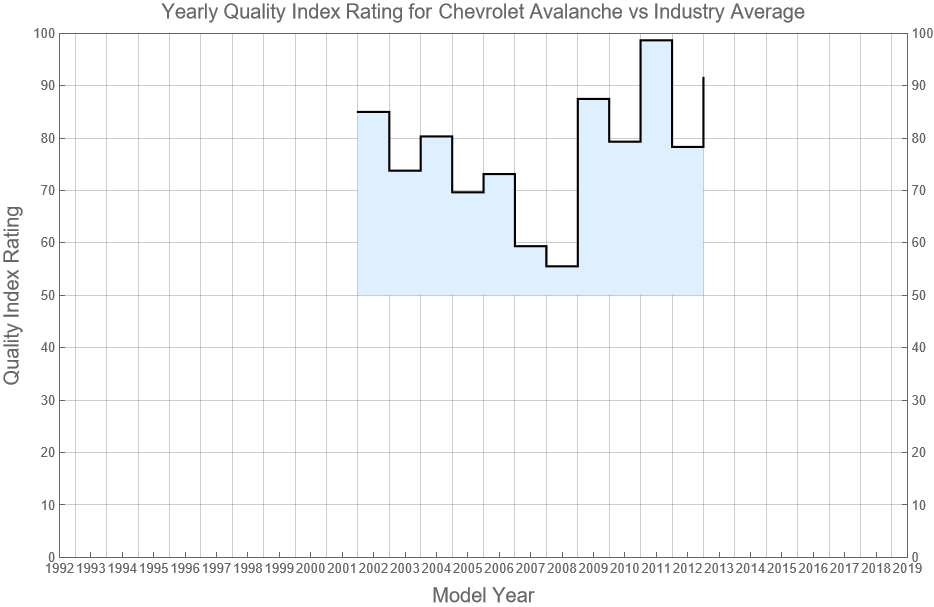 Yearly Quality Index Rating for Chevrolet Avalanche vs Industry Average
100 100
90 90
80 80
70 70
60 60
50 50
40 40
30 30
20 20
10 10
0 0
Quality Index Rating
1992 1993 1994 1995 1996 1997 1998 1999 2000 2001 2002 2003 2004 2005 2006 2007 2008 2009 2010 2011 2012 2013 2014 2015 2016 2017 2018 2019
Model Year